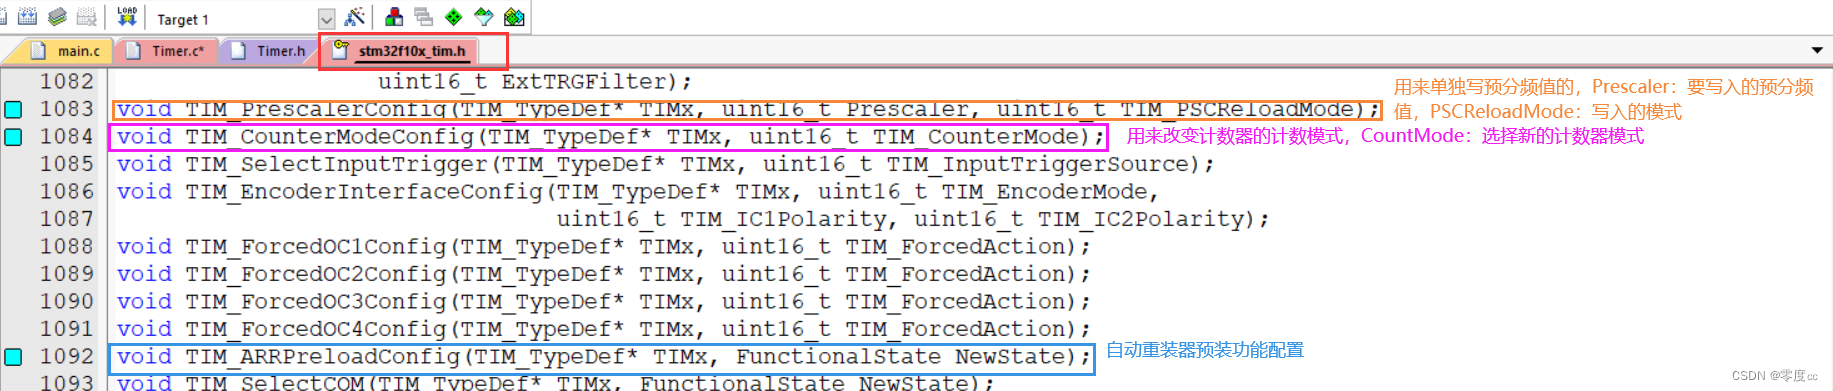 LOAD
Target 1
main.c
Timer.c*
Timer.h
stm32f10x_tim.h
1082 uint16_t ExtTRGFilter);
1083 void TIM_PrescalerConfig(TIM_TypeDef* TIMx, uint16_t Prescaler, uint16_t TIM_PSCReloadMode);
用来单独写预分频值的，Prescaler：要写入的预分频
值，PSCReloadMode：写入的模式
1084 void TIM_CounterModeConfig(TIM_TypeDef* TIMx, uint16_t TIM_CounterMode);
用来改变计数器的计数模式，CountMode：选择新的计数器模式
1085 void TIM_SelectInputTrigger(TIM_TypeDef* TIMx, uint16_t TIM_InputTriggerSource);
1086 void TIM_EncoderInterfaceConfig(TIM_TypeDef* TIMx, uint16_t TIM_EncoderMode,
1087 uint16_t TIM_IC1Polarity, uint16_t TIM_IC2Polarity);
1088 void TIM_ForcedOC1Config(TIM_TypeDef* TIMx, uint16_t TIM_ForcedAction);
1089 void TIM_ForcedOC2Config(TIM_TypeDef* TIMx, uint16_t TIM_ForcedAction);
1090 void TIM_ForcedOC3Config(TIM_TypeDef* TIMx, uint16_t TIM_ForcedAction);
1091 void TIM_ForcedOC4Config(TIM_TypeDef* TIMx, uint16_t TIM_ForcedAction);
1092 void TIM_ARRPreloadConfig(TIM_TypeDef* TIMx, FunctionalState NewState);
自动重装器预装功能配置
1093 void TIM_SelectCOM(TIM_TypeDef* TIMx, FunctionalState NewState);
CSDN @零度cc